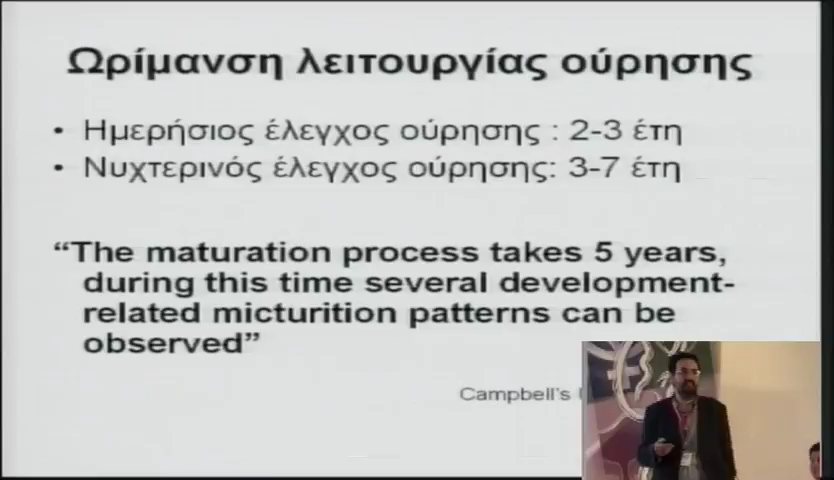 Ωρίμανση λειτουργίας ούρησης
• Ημερήσιος έλεγχος ούρησης : 2-3 έτη
• Νυχτερινός έλεγχος ούρησης: 3-7 έτη
“The maturation process takes 5 years,
during this time several development-
related micturition patterns can be
observed”
Campbell's